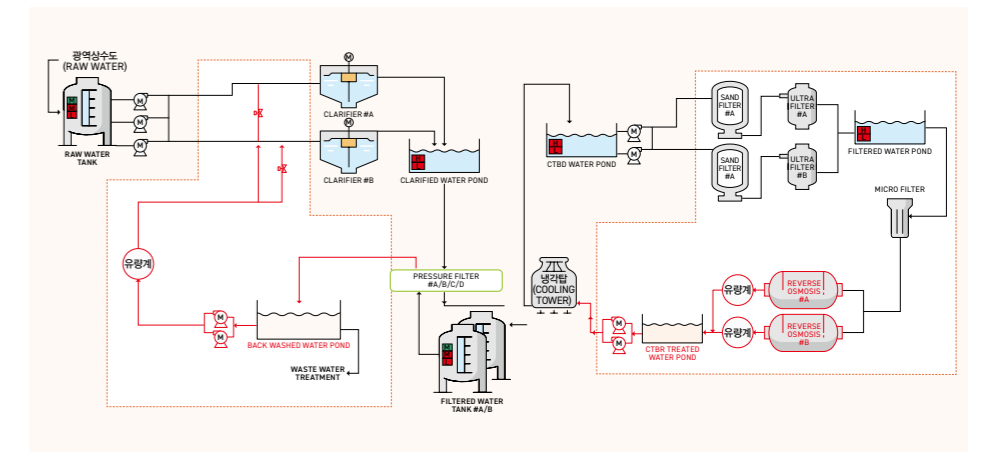 광역상수도
(RAW WATER)
M
M
M
RAW WATER
TANK
M
CLARIFIER #A
M
CLARIFIER #B
CLARIFIED WATER POND
유량계
M
M
BACK WASHED WATER POND
WASTE WATER
TREATMENT
PRESSURE FILTER
#A/B/C/D
FILTERED WATER
TANK #A/B
CTBD WATER POND
M
M
SAND
FILTER
#A
SAND
FILTER
#A
ULTRA
FILTER
#A
ULTRA
FILTER
#B
FILTERED WATER POND
MICRO FILTER
냉각탑
(COOLING
TOWER)
M
M
CTBR TREATED
WATER POND
유량계
유량계
REVERSE
OSMOSIS
#A
REVERSE
OSMOSIS
#B